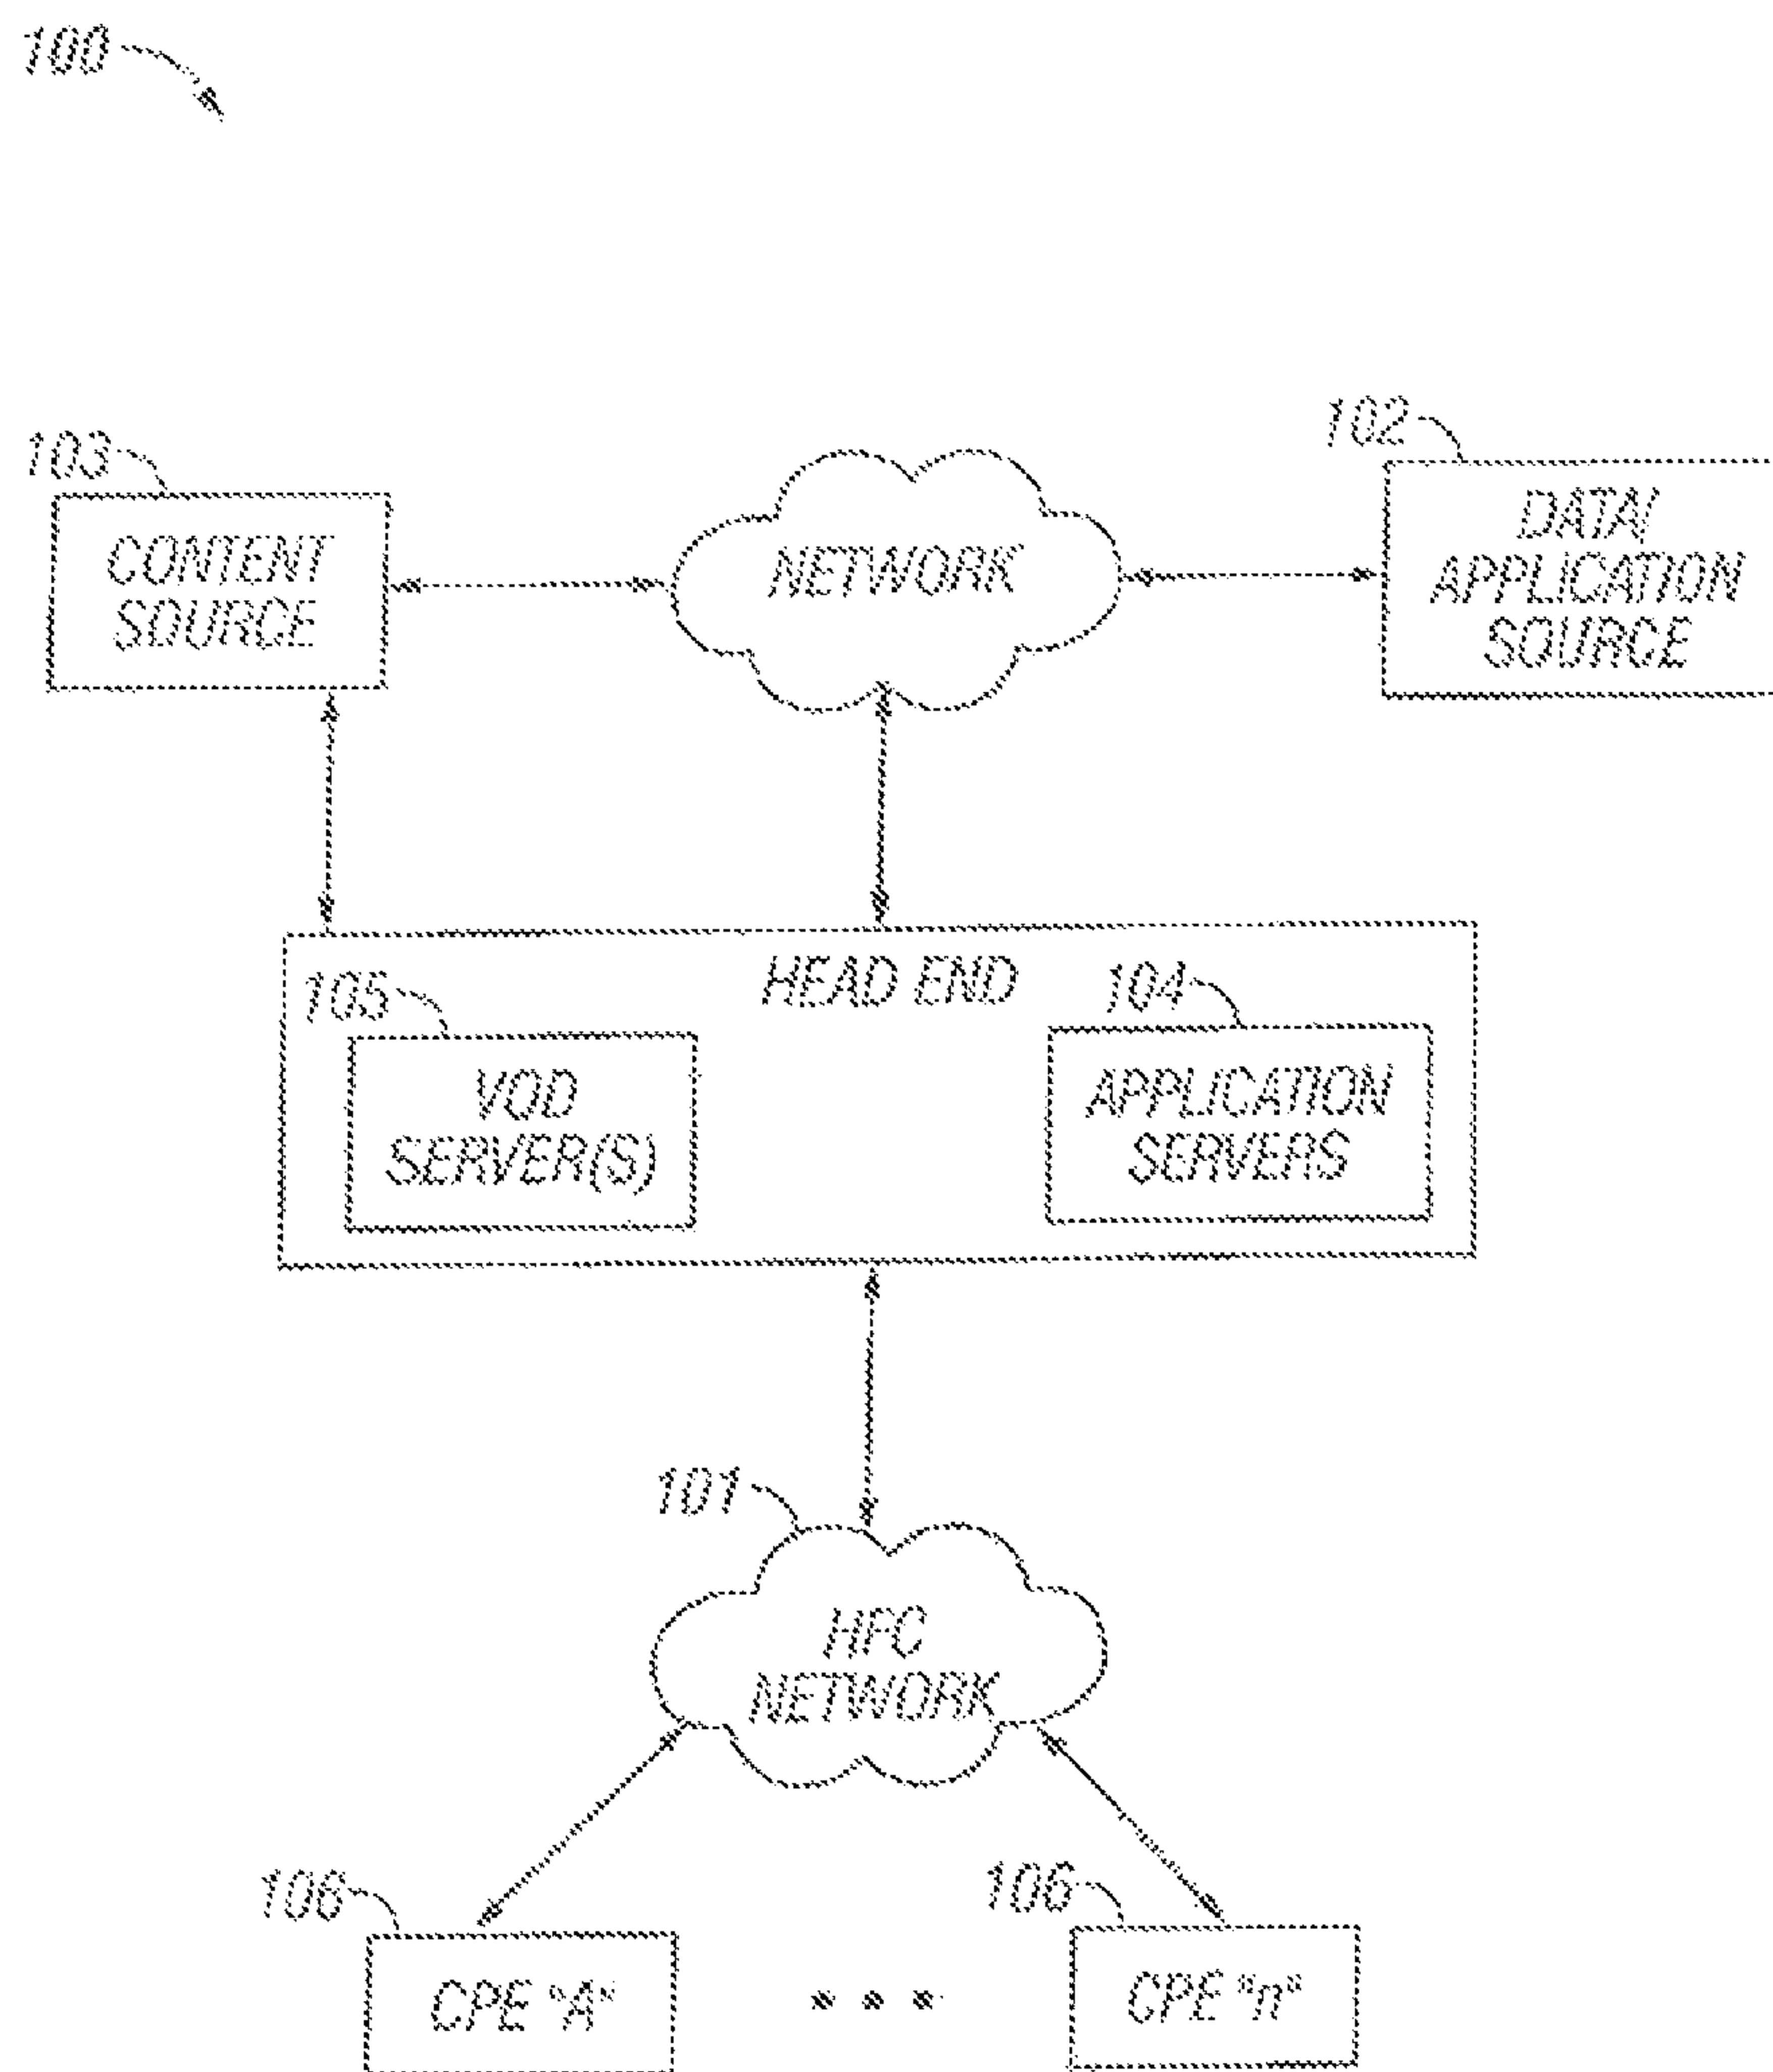 100
103
102
CONTENT
SOURCE
NETWORK
DATA/
APPLICATION
SOURCE
HEAD END
105
104
VOD
SERVER(S)
APPLICATION
SERVERS
101
HFC
NETWORK
106
106
CPE "A"
CPE "n"